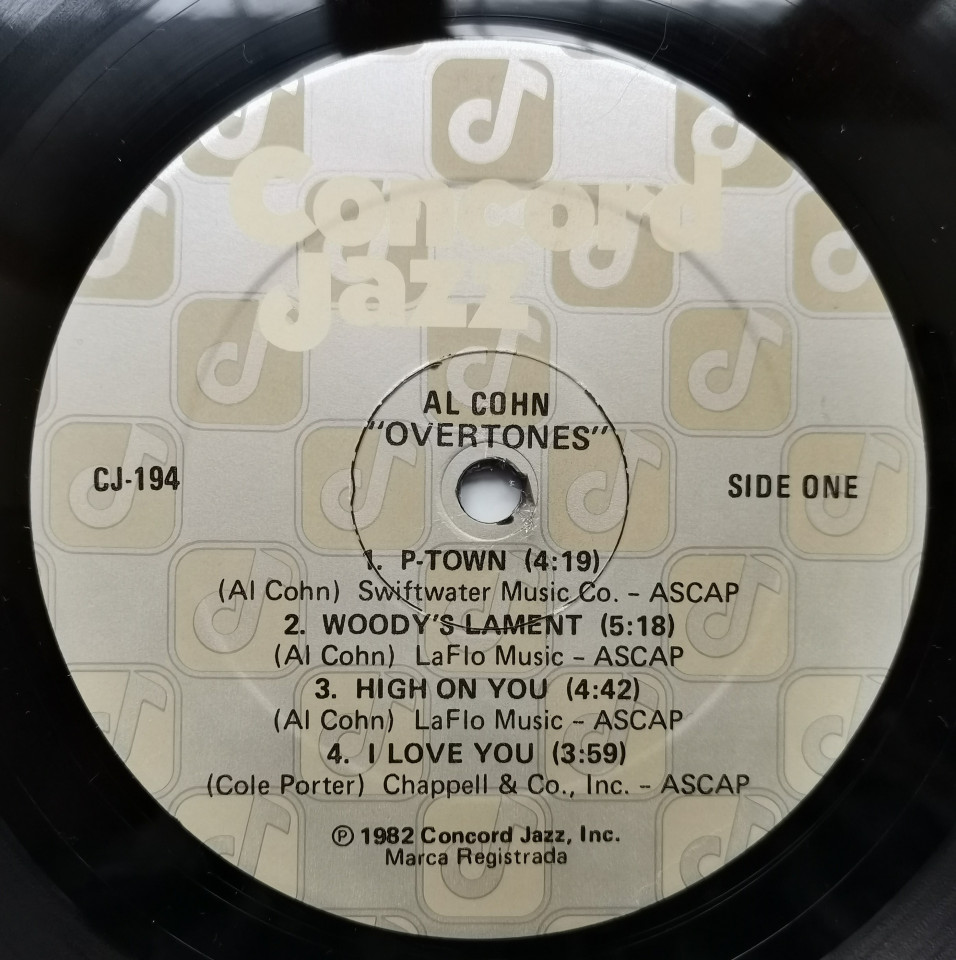 Concord
Jazz
AL COHN
"OVERTONES"
CJ-194
SIDE ONE
1. P-TOWN (4:19)
(Al Cohn) Swiftwater Music Co. – ASCAP
2. WOODY'S LAMENT (5:18)
(Al Cohn) LaFlo Music – ASCAP
3. HIGH ON YOU (4:42)
(Al Cohn) LaFlo Music – ASCAP
4. I LOVE YOU (3:59)
(Cole Porter) Chappell & Co., Inc. – ASCAP
℗ 1982 Concord Jazz, Inc.
Marca Registrada